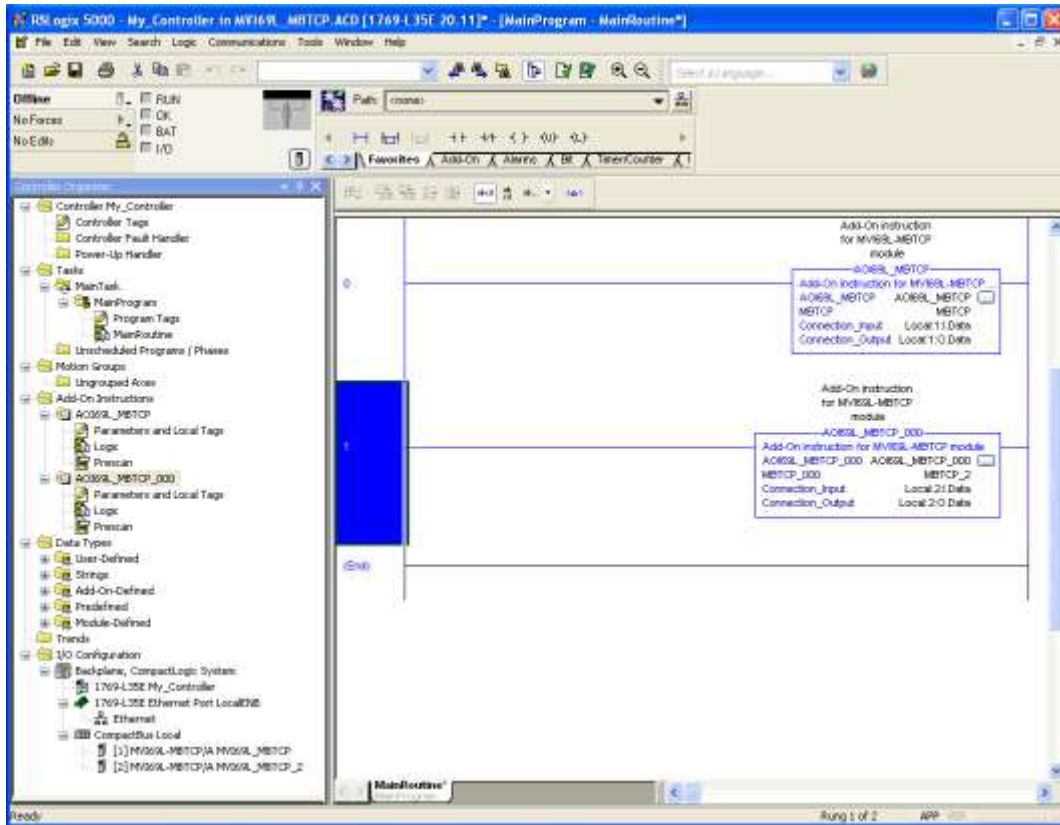 RSLogix 5000 - My_Controller in MVI69L_MBTCP.ACD [1769-L35E 20.11]* - [MainProgram - MainRoutine*]
File Edit View Search Logic Communications Tools Window Help
Select a Language...
Offline
RUN
No Forces
OK
No Edits
BAT
I/O
Path: <none>
Favorites Add-On Alarms Bit Timer/Counter
Controller Organizer
Controller My_Controller
Controller Tags
Controller Fault Handler
Power-Up Handler
Tasks
MainTask
MainProgram
Program Tags
MainRoutine
Unscheduled Programs / Phases
Motion Groups
Ungrouped Axes
Add-On Instructions
AOI69L_MBTCP
Parameters and Local Tags
Logic
Prescan
AOI69L_MBTCP_000
Parameters and Local Tags
Logic
Prescan
Data Types
User-Defined
Strings
Add-On-Defined
Predefined
Module-Defined
Trends
I/O Configuration
Backplane, CompactLogix System
1769-L35E My_Controller
1769-L35E Ethernet Port LocalENB
Ethernet
CompactBus Local
[1] MVI69L-MBTCP/A MVI69L_MBTCP
[2] MVI69L-MBTCP/A MVI69L_MBTCP_2
0
Add-On instruction
for MVI69L-MBTCP
module
AOI69L_MBTCP
Add-On instruction for MVI69L-MBTCP ...
AOI69L_MBTCP AOI69L_MBTCP
MBTCP MBTCP
Connection_Input Local:1:I.Data
Connection_Output Local:1:O.Data
1
Add-On instruction
for MVI69L-MBTCP
module
AOI69L_MBTCP_000
Add-On instruction for MVI69L-MBTCP module
AOI69L_MBTCP_000 AOI69L_MBTCP_000
MBTCP_000 MBTCP_2
Connection_Input Local:2:I.Data
Connection_Output Local:2:O.Data
(End)
MainRoutine*
MainProgram
Ready
Rung 1 of 2
APP
VER